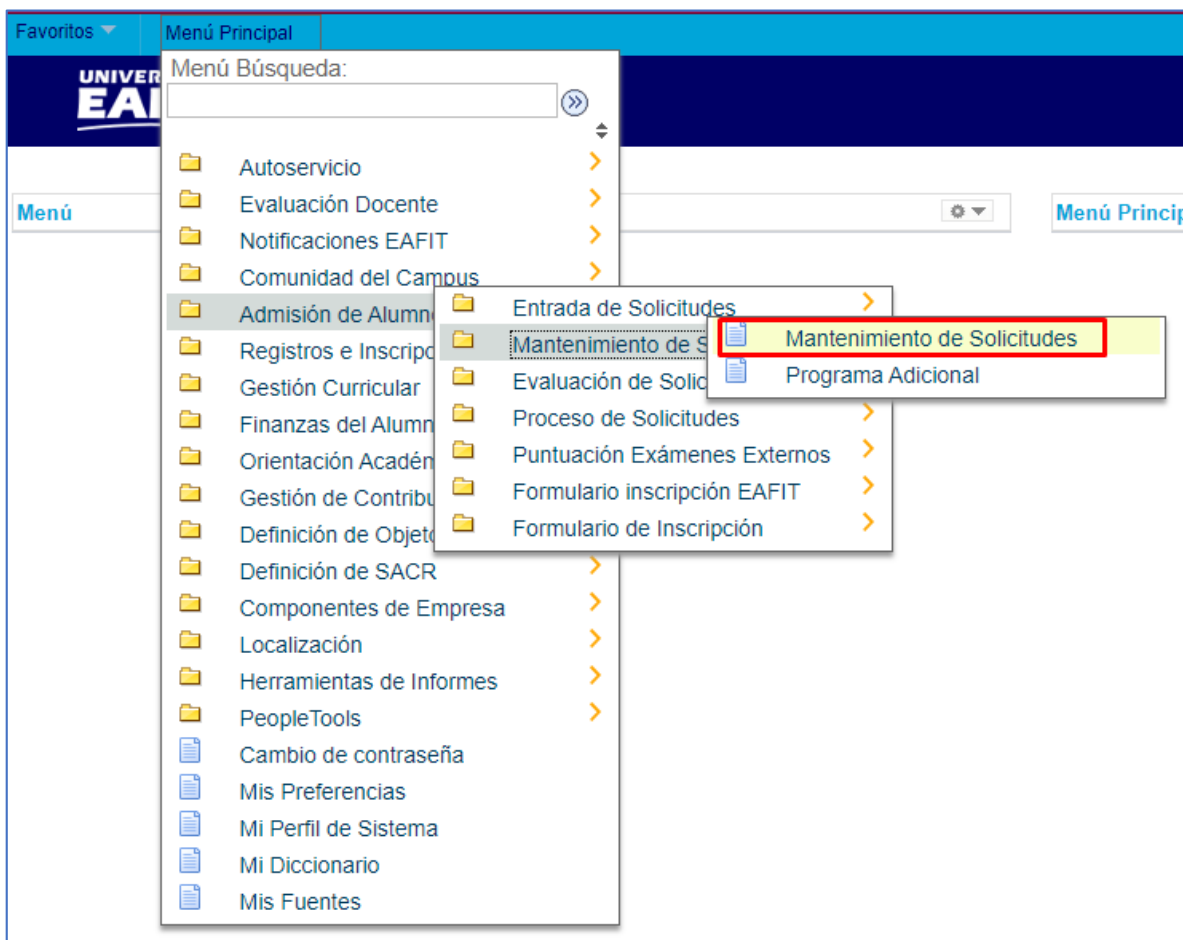 Favoritos
Menú Principal
UNIVER
EAI
Menú Búsqueda:
Autoservicio
Evaluación Docente
Menú
Menú Princip
Notificaciones EAFIT
Comunidad del Campus
Admisión de Alumn
Entrada de Solicitudes
Mantenimiento de S
Mantenimiento de Solicitudes
Registros e Inscripc
Evaluación de Solic
Programa Adicional
Gestión Curricular
Proceso de Solicitudes
Finanzas del Alumn
Puntuación Exámenes Externos
Orientación Académ
Formulario inscripción EAFIT
Gestión de Contribu
Formulario de Inscripción
Definición de Objeto
Definición de SACR
Componentes de Empresa
Localización
Herramientas de Informes
PeopleTools
Cambio de contraseña
Mis Preferencias
Mi Perfil de Sistema
Mi Diccionario
Mis Fuentes